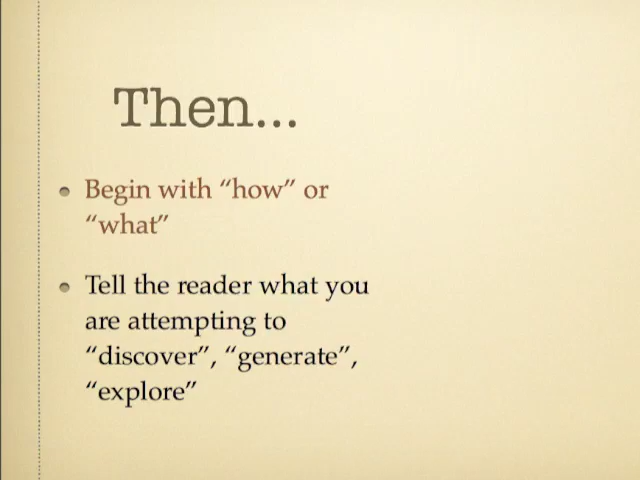 Then...
Begin with “how” or
“what”
Tell the reader what you
are attempting to
“discover”, “generate”,
“explore”